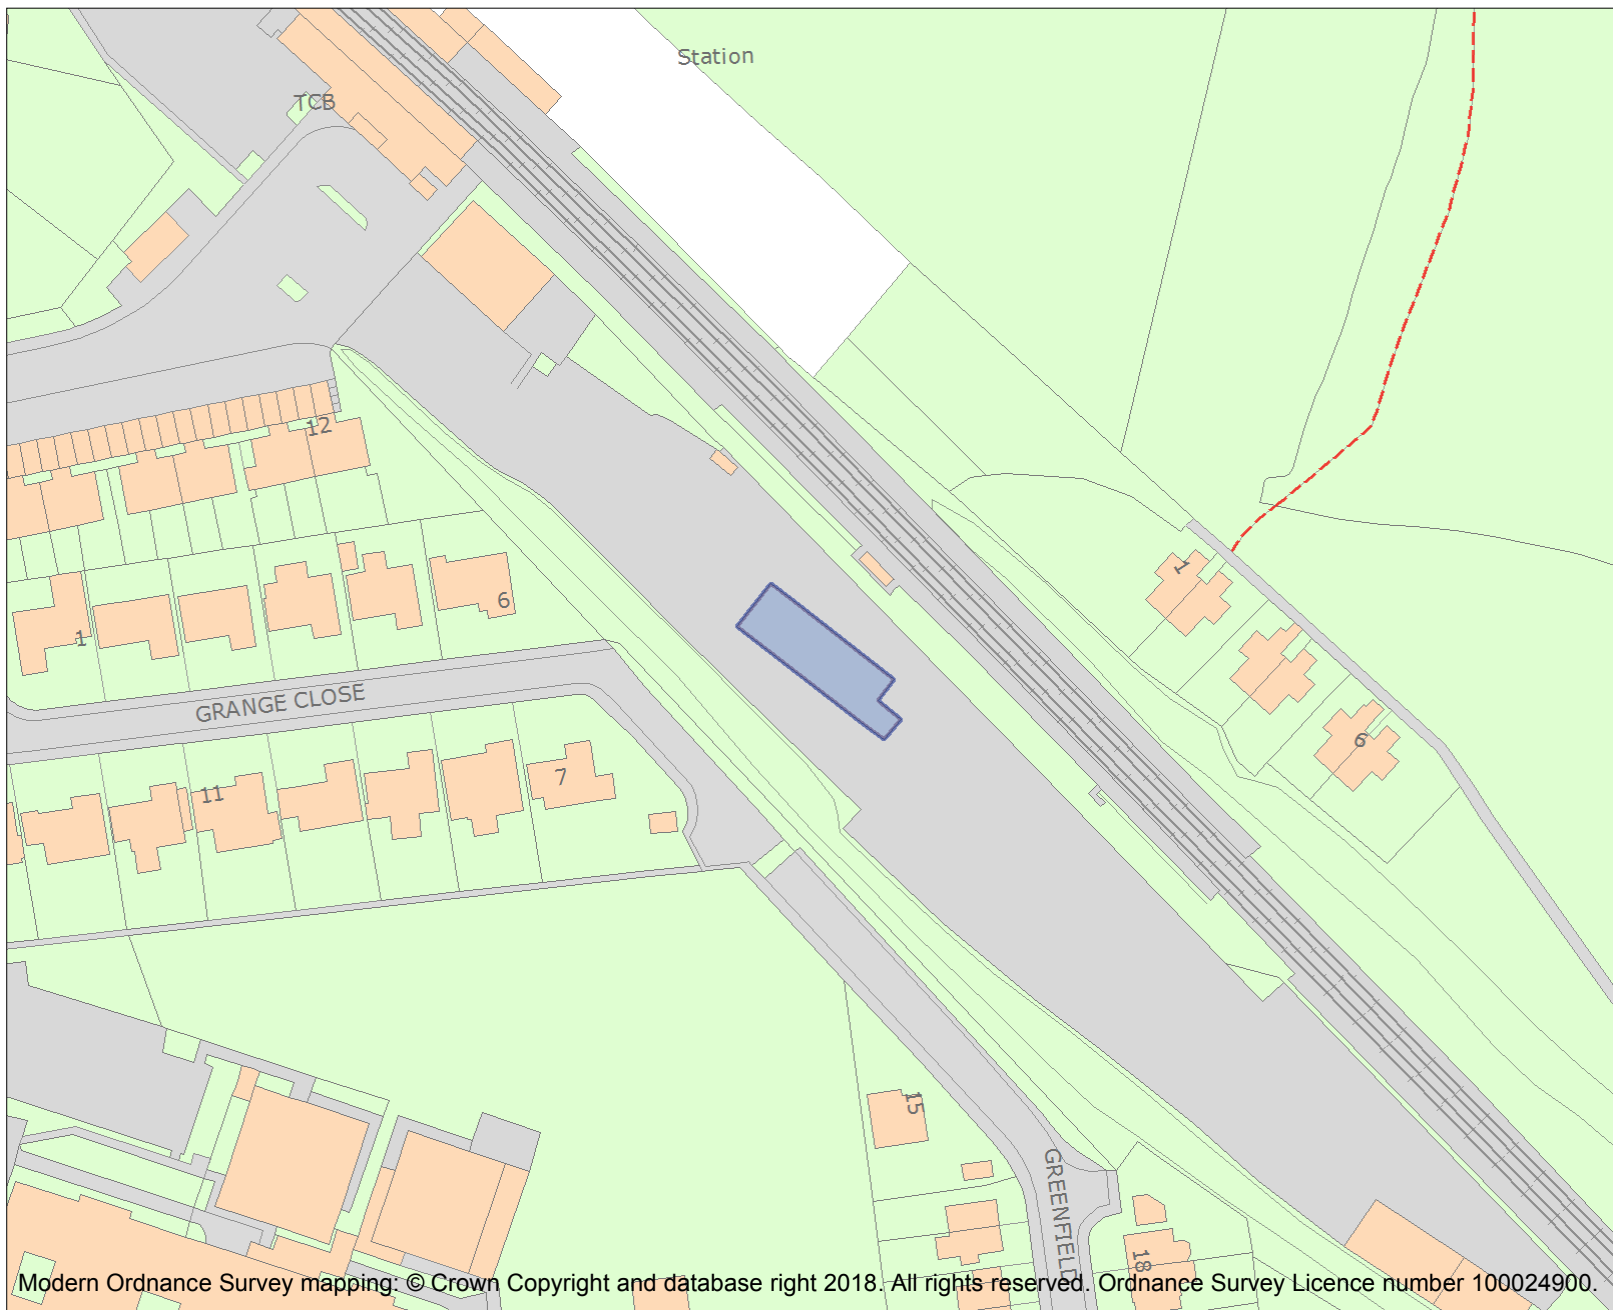 Station
TCB
12
1
6
1
GRANGE CLOSE
6
7
11
15
GREENFIELD
18
Modern Ordnance Survey mapping: © Crown Copyright and database right 2018. All rights reserved. Ordnance Survey Licence number 100024900.